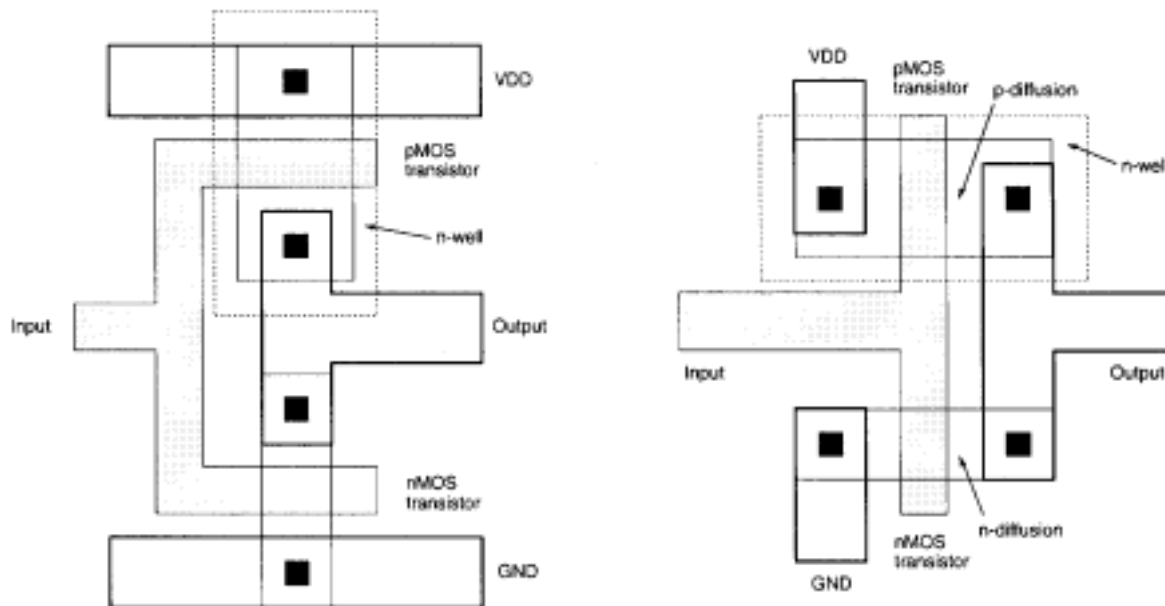 VDD
pMOS
transistor
n-well
Input
Output
nMOS
transistor
GND
VDD
pMOS
transistor
p-diffusion
n-well
Input
Output
n-diffusion
nMOS
transistor
GND